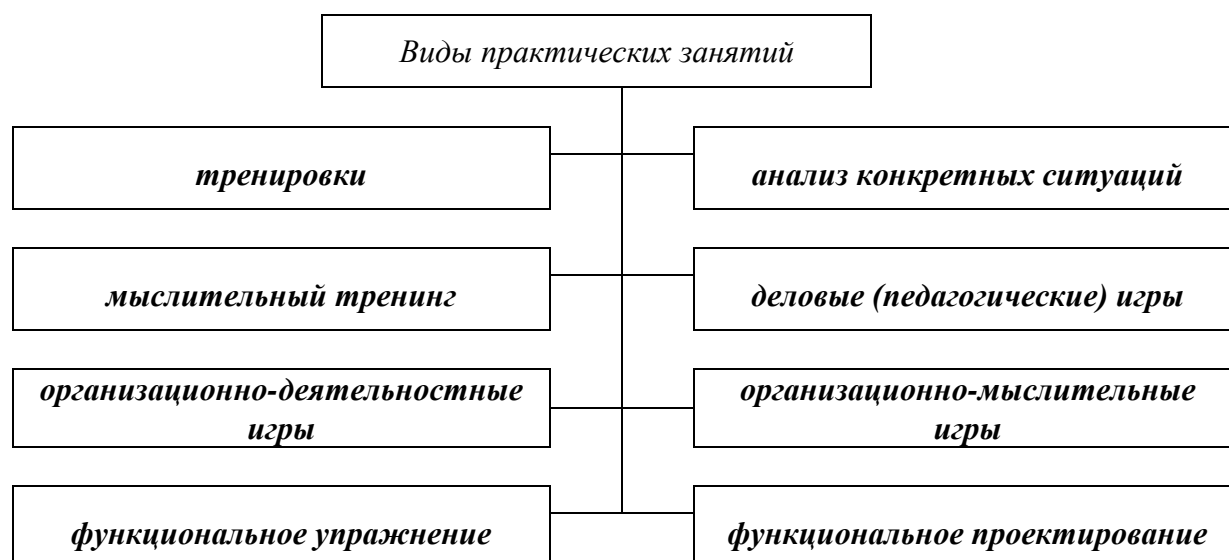 Виды практических занятий
тренировки
анализ конкретных ситуаций
мыслительный тренинг
деловые (педагогические) игры
организационно-деятельностные
игры
организационно-мыслительные
игры
функциональное упражнение
функциональное проектирование